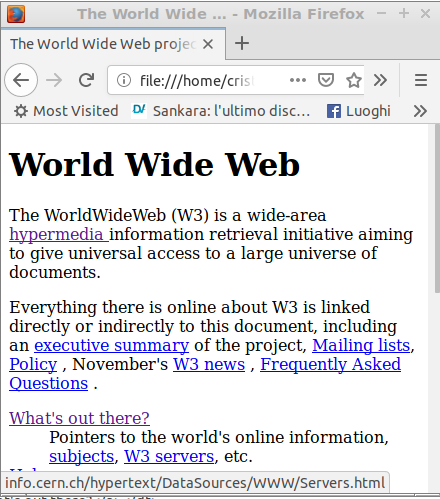 The World Wide ... - Mozilla Firefox
The World Wide Web projec
file:///home/cris
Most Visited Sankara: l'ultimo disc... Luoghi
World Wide Web
The WorldWideWeb (W3) is a wide-area
hypermedia information retrieval initiative aiming
to give universal access to a large universe of
documents.
Everything there is online about W3 is linked
directly or indirectly to this document, including
an executive summary of the project, Mailing lists,
Policy , November's W3 news , Frequently Asked
Questions .
What's out there?
Pointers to the world's online information,
subjects, W3 servers, etc.
info.cern.ch/hypertext/DataSources/WWW/Servers.html